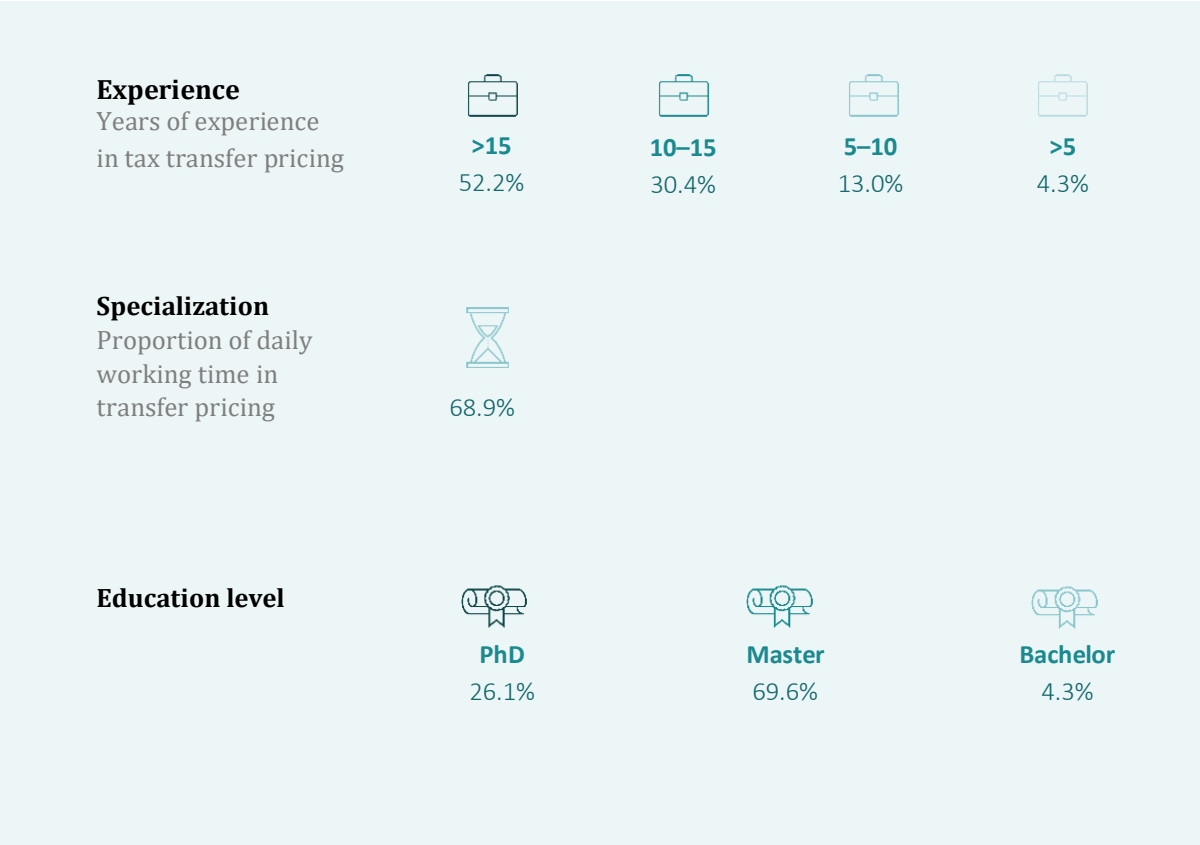 Experience
Years of experience
in tax transfer pricing
>15 10–15 5–10 >5
52.2% 30.4% 13.0% 4.3%
Specialization
Proportion of daily
working time in
transfer pricing
68.9%
Education level
PhD Master Bachelor
26.1% 69.6% 4.3%